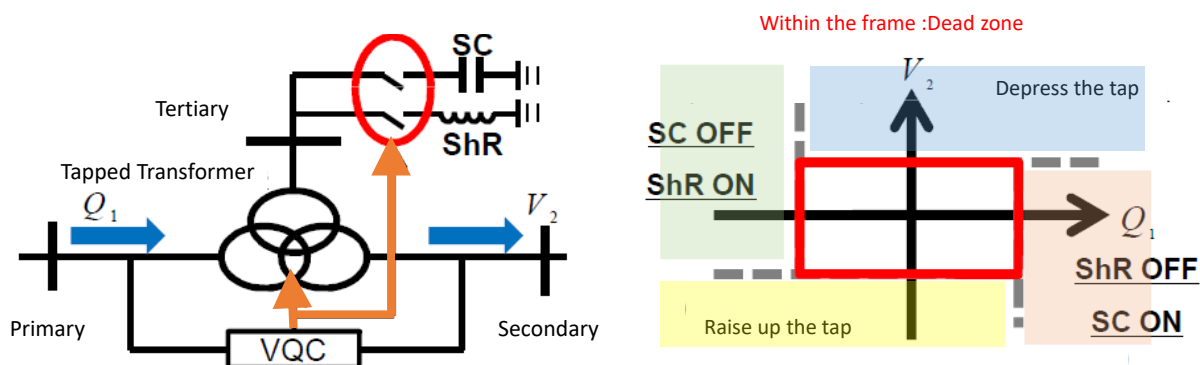 SC
Tertiary
ShR
Tapped Transformer
Q1
V2
Primary
VQC
Secondary
Within the frame :Dead zone
V2
Depress the tap
SC OFF
ShR ON
Q1
ShR OFF
SC ON
Raise up the tap